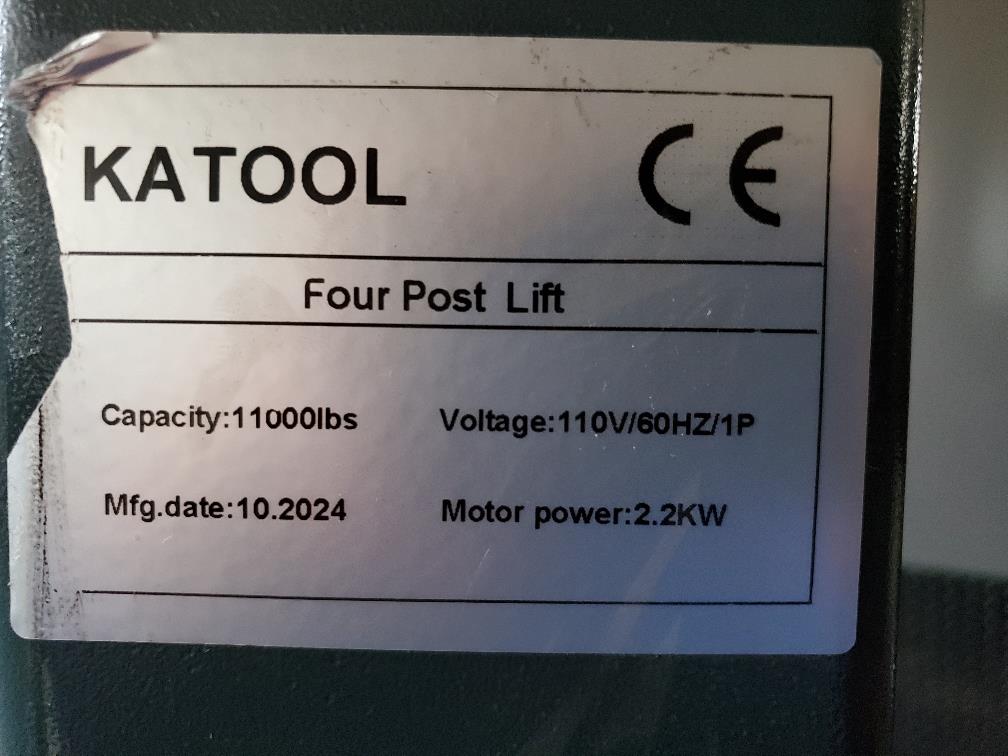 KATOOL CE
Four Post Lift
Capacity:11000lbs Voltage:110V/60HZ/1P
Mfg.date:10.2024 Motor power:2.2KW